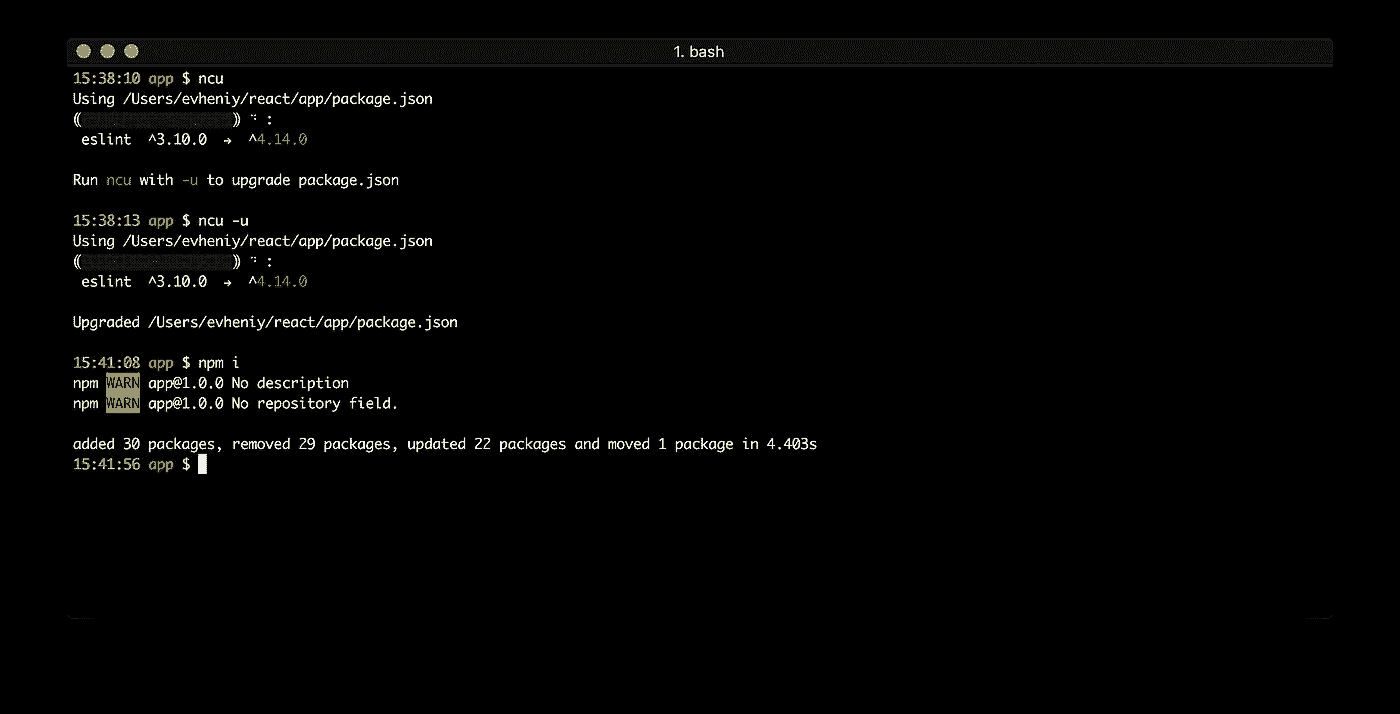 1. bash
15:38:10 app $ ncu
Using /Users/evheniy/react/app/package.json
(( )) :
eslint ^3.10.0 → ^4.14.0
Run ncu with -u to upgrade package.json
15:38:13 app $ ncu -u
Using /Users/evheniy/react/app/package.json
(( )) :
eslint ^3.10.0 → ^4.14.0
Upgraded /Users/evheniy/react/app/package.json
15:41:08 app $ npm i
npm WARN app@1.0.0 No description
npm WARN app@1.0.0 No repository field.
added 30 packages, removed 29 packages, updated 22 packages and moved 1 package in 4.403s
15:41:56 app $